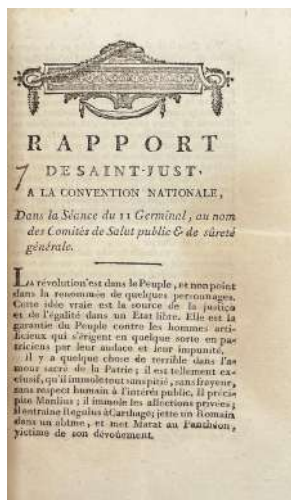 RAPPORT
DE SAINT-JUST,
A LA CONVENTION NATIONALE,
Dans la Séance du 11 Germinal, au nom
des Comités de Salut public & de sûreté
générale.
LA révolution est dans le Peuple, et non point
dans la renommée de quelques personnages.
Cette idée vraie est la source de la justice
et de l'égalité dans un Etat libre. Elle est la
garantie du Peuple contre les hommes arti-
ficieux qui s'érigent en quelque sorte en pa-
triciens par leur audace et leur impunité.
Il y a quelque chose de terrible dans l'a-
mour sacré de la Patrie ; il est tellement ex-
clusif, qu'il immole tout sans pitié, sans frayeur,
sans respect humain à l'intérêt public. Il préci-
pite Manlius ; il immole les affections privées ;
il entraîne Regulus à Carthage ; jette un Romain
dans un abîme, et met Marat au Panthéon,
victime de son dévouement.